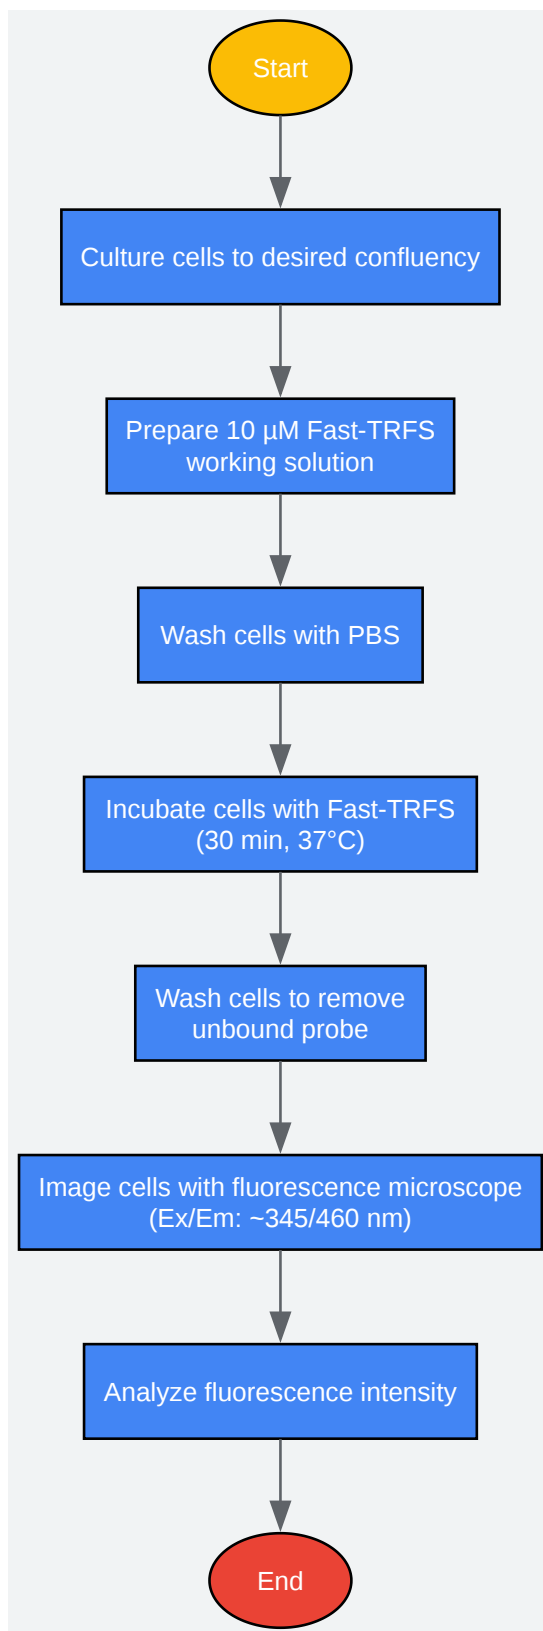 Start
Culture cells to desired confluency
Prepare 10 µM Fast-TRFS
working solution
Wash cells with PBS
Incubate cells with Fast-TRFS
(30 min, 37°C)
Wash cells to remove
unbound probe
Image cells with fluorescence microscope
(Ex/Em: ~345/460 nm)
Analyze fluorescence intensity
End